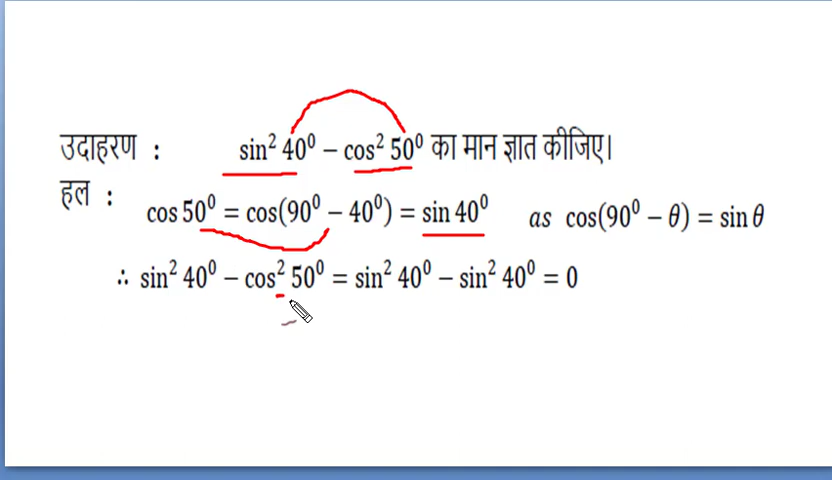 उदाहरण : sin² 40⁰ − cos² 50⁰ का मान ज्ञात कीजिए।
हल :
cos 50⁰ = cos(90⁰ − 40⁰) = sin 40⁰ as cos(90⁰ − θ) = sin θ
∴ sin² 40⁰ − cos² 50⁰ = sin² 40⁰ − sin² 40⁰ = 0